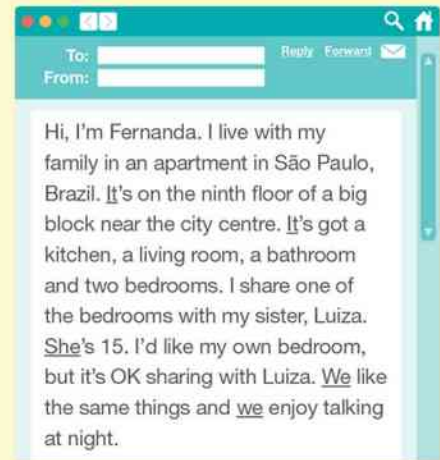 To:
Reply Forward
From:
Hi, I'm Fernanda. I live with my
family in an apartment in São Paulo,
Brazil. It's on the ninth floor of a big
block near the city centre. It's got a
kitchen, a living room, a bathroom
and two bedrooms. I share one of
the bedrooms with my sister, Luiza.
She's 15. I'd like my own bedroom,
but it's OK sharing with Luiza. We like
the same things and we enjoy talking
at night.